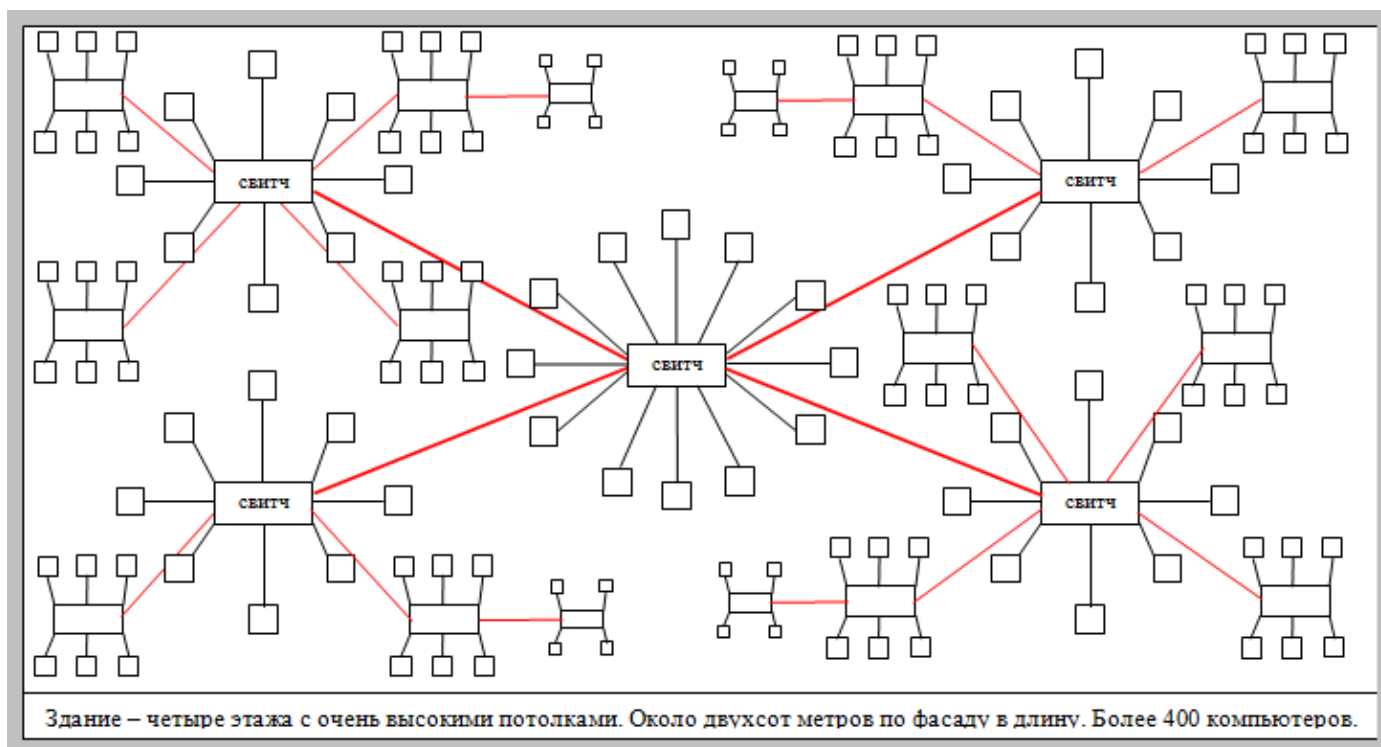 свитч
свитч
свитч
свитч
свитч
Здание – четыре этажа с очень высокими потолками. Около двухсот метров по фасаду в длину. Более 400 компьютеров.